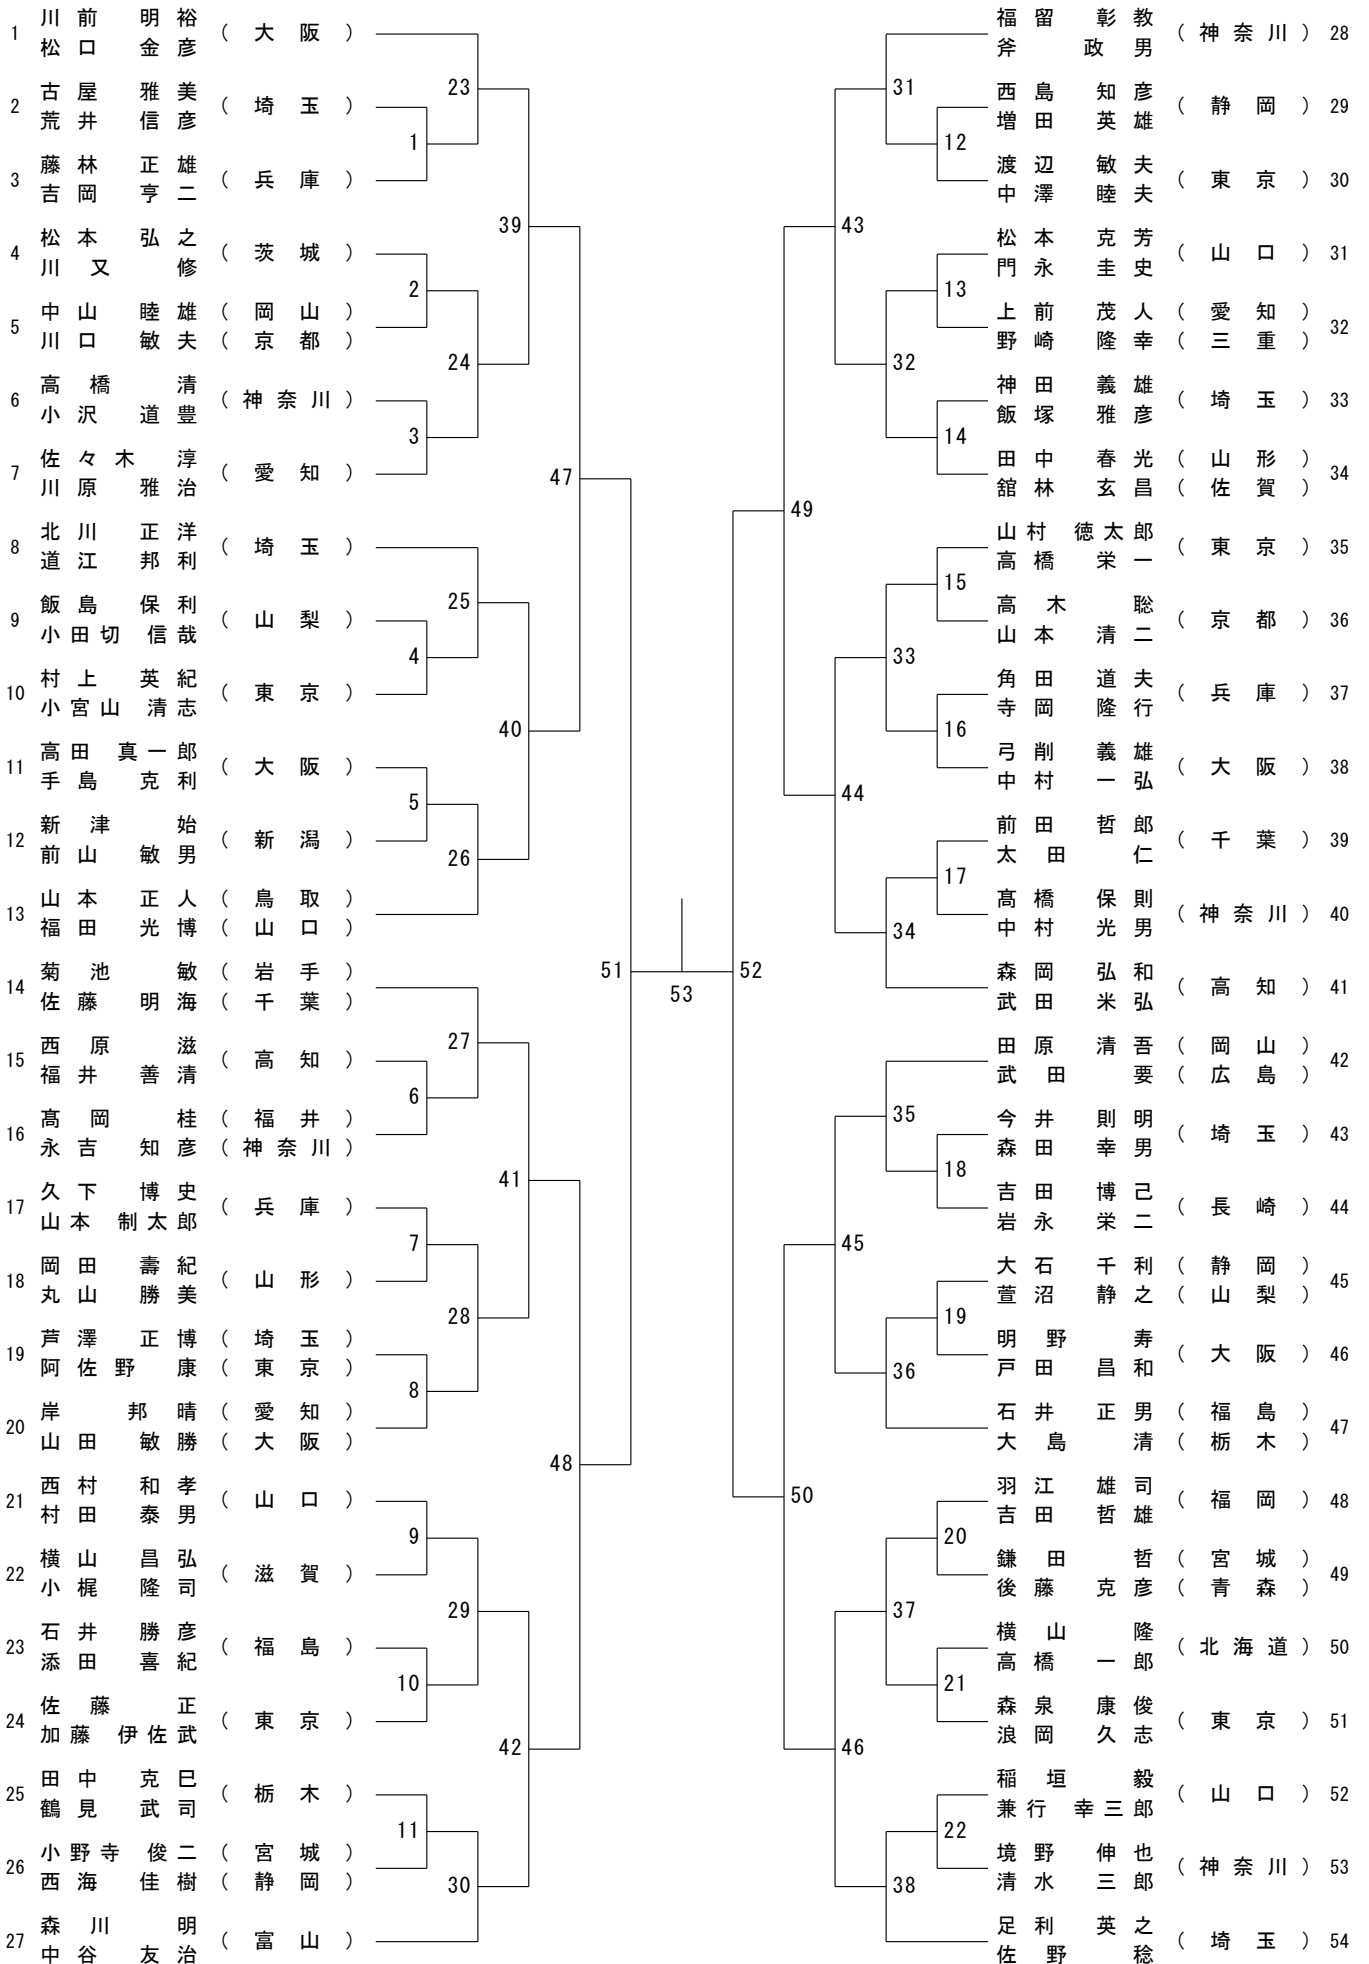 1 川前 明裕 (大阪)
松口 金彦
2 古屋 雅美 (埼玉)
荒井 信彦
3 藤林 正雄 (兵庫)
吉岡 亨二
4 松本 弘之 (茨城)
川又 修
5 中山 睦雄 (岡山)
川口 敏夫 (京都)
6 高橋 清 (神奈川)
小沢 道豊
7 佐々木 淳 (愛知)
川原 雅治
8 北川 正洋 (埼玉)
道江 邦利
9 飯島 保利 (山梨)
小田切 信哉
10 村上 英紀 (東京)
小宮山 清志
11 高田 真一郎 (大阪)
手島 克利
12 新津 始 (新潟)
前山 敏男
13 山本 正人 (鳥取)
福田 光博 (山口)
14 菊池 敏 (岩手)
佐藤 明海 (千葉)
15 西原 滋 (高知)
福井 善清
16 髙岡 桂 (福井)
永吉 知彦 (神奈川)
17 久下 博史 (兵庫)
山本 制太郎
18 岡田 壽紀 (山形)
丸山 勝美
19 芦澤 正博 (埼玉)
阿佐野 康 (東京)
20 岸 邦晴 (愛知)
山田 敏勝 (大阪)
21 西村 和孝 (山口)
村田 泰男
22 横山 昌弘 (滋賀)
小梶 隆司
23 石井 勝彦 (福島)
添田 喜紀
24 佐藤 正 (東京)
加藤 伊佐武
25 田中 克巳 (栃木)
鶴見 武司
26 小野寺 俊二 (宮城)
西海 佳樹 (静岡)
27 森川 明 (富山)
中谷 友治
23
1
39
2
24
3
47
25
4
40
5
26
51
27
6
41
7
28
8
48
9
29
10
42
11
30
53
52
31
12
43
13
32
14
49
15
33
16
44
17
34
35
18
45
19
36
50
20
37
21
46
22
38
福留 彰教 (神奈川) 28
斧 政男
西島 知彦 (静岡) 29
増田 英雄
渡辺 敏夫 (東京) 30
中澤 睦夫
松本 克芳 (山口) 31
門永 圭史
上前 茂人 (愛知) 32
野崎 隆幸 (三重)
神田 義雄 (埼玉) 33
飯塚 雅彦
田中 春光 (山形) 34
舘林 玄昌 (佐賀)
山村 徳太郎 (東京) 35
高橋 栄一
高木 聡 (京都) 36
山本 清二
角田 道夫 (兵庫) 37
寺岡 隆行
弓削 義雄 (大阪) 38
中村 一弘
前田 哲郎 (千葉) 39
太田 仁
髙橋 保則 (神奈川) 40
中村 光男
森岡 弘和 (高知) 41
武田 米弘
田原 清吾 (岡山) 42
武田 要 (広島)
今井 則明 (埼玉) 43
森田 幸男
吉田 博己 (長崎) 44
岩永 栄二
大石 千利 (静岡) 45
萱沼 静之 (山梨)
明野 寿 (大阪) 46
戸田 昌和
石井 正男 (福島) 47
大島 清 (栃木)
羽江 雄司 (福岡) 48
吉田 哲雄
鎌田 哲 (宮城) 49
後藤 克彦 (青森)
横山 隆 (北海道) 50
高橋 一郎
森泉 康俊 (東京) 51
浪岡 久志
稲垣 毅 (山口) 52
兼行 幸三郎
境野 伸也 (神奈川) 53
清水 三郎
足利 英之 (埼玉) 54
佐野 稔